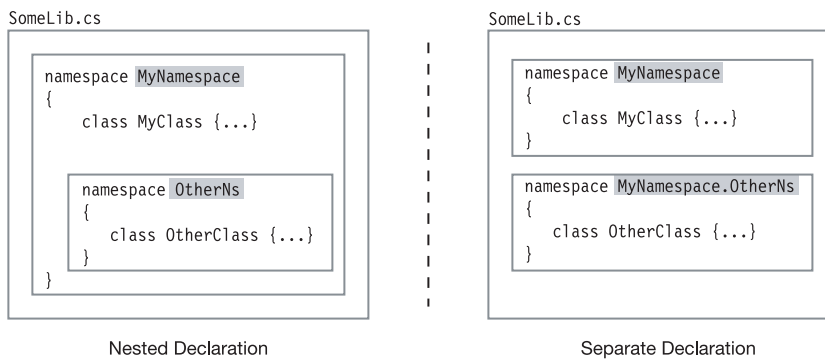 SomeLib.cs
namespace MyNamespace
{
class MyClass {...}
namespace OtherNs
{
class OtherClass {...}
}
}
Nested Declaration
SomeLib.cs
namespace MyNamespace
{
class MyClass {...}
}
namespace MyNamespace.OtherNs
{
class OtherClass {...}
}
Separate Declaration